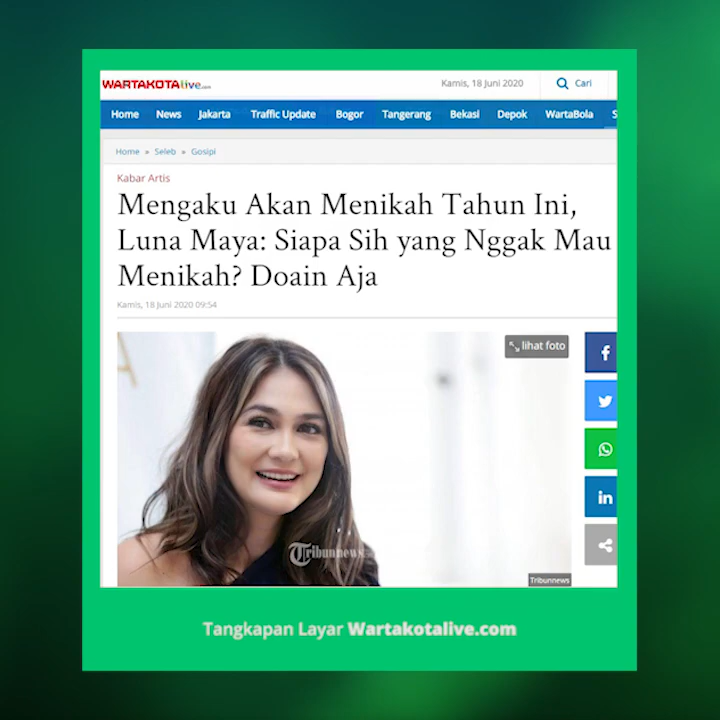 WARTAKOTAlive.com
Kamis, 18 Juni 2020
Cari
Home News Jakarta Traffic Update Bogor Tangerang Bekasi Depok WartaBola S
Home » Seleb » Gosipi
Kabar Artis
Mengaku Akan Menikah Tahun Ini,
Luna Maya: Siapa Sih yang Nggak Mau
Menikah? Doain Aja
Kamis, 18 Juni 2020 09:54
lihat foto
Tribunnews
Tribunnews
Tangkapan Layar Wartakotalive.com